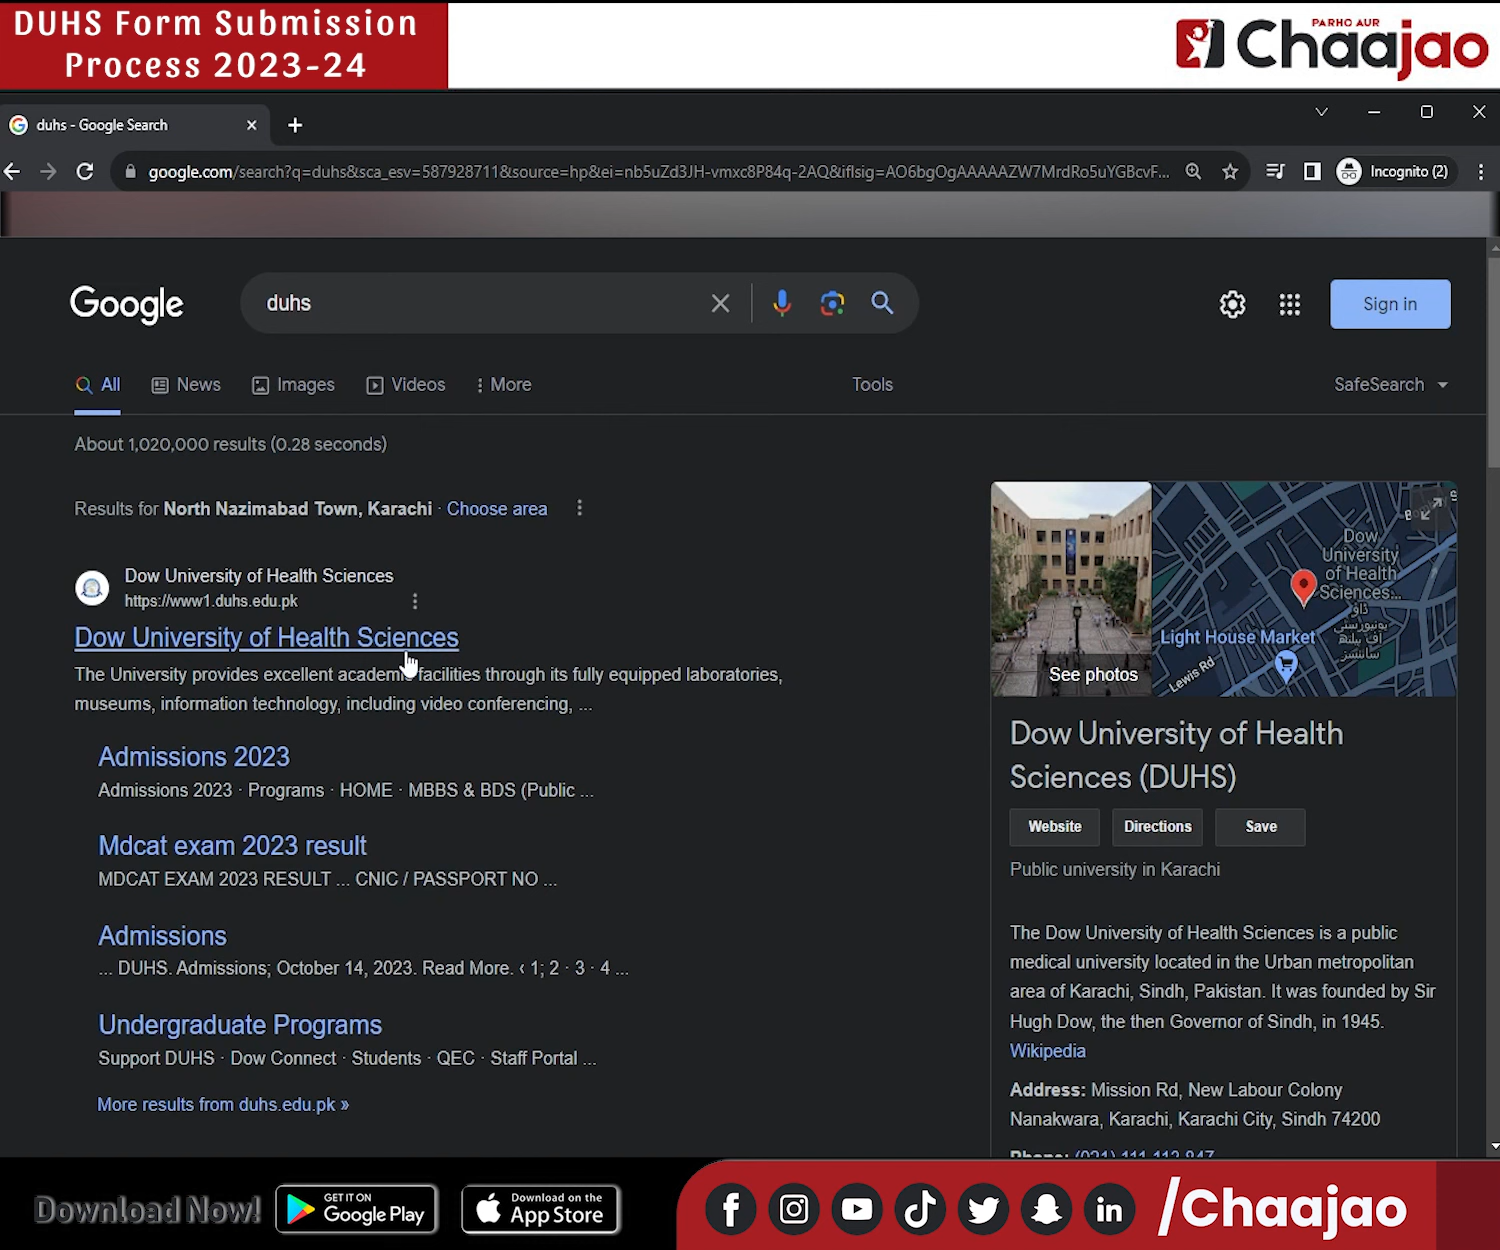 DUHS Form Submission
Process 2023-24
PARHO AUR
Chaajao
duhs - Google Search
google.com/search?q=duhs&sca_esv=587928711&source=hp&ei=nb5uZd3JH-vmxc8P84q-2AQ&iflsig=AO6bgOgAAAAAZW7MrdRo5uYGBcvF...
Incognito (2)
Google
duhs
Sign in
All
News
Images
Videos
More
Tools
SafeSearch
About 1,020,000 results (0.28 seconds)
Results for North Nazimabad Town, Karachi · Choose area
Dow University of Health Sciences
https://www1.duhs.edu.pk
Dow University of Health Sciences
The University provides excellent academic facilities through its fully equipped laboratories,
museums, information technology, including video conferencing, ...
Admissions 2023
Admissions 2023 · Programs · HOME · MBBS & BDS (Public ...
Mdcat exam 2023 result
MDCAT EXAM 2023 RESULT ... CNIC / PASSPORT NO ...
Admissions
... DUHS. Admissions; October 14, 2023. Read More. ‹ 1; 2 · 3 · 4 ...
Undergraduate Programs
Support DUHS · Dow Connect · Students · QEC · Staff Portal ...
More results from duhs.edu.pk »
See photos
Dow
University
of Health
Sciences...
ڈاؤ
یونیورسٹی
آف ہیلتھ
سائنسز
Light House Market
Lewis Rd
Dow University of Health
Sciences (DUHS)
Website
Directions
Save
Public university in Karachi
The Dow University of Health Sciences is a public
medical university located in the Urban metropolitan
area of Karachi, Sindh, Pakistan. It was founded by Sir
Hugh Dow, the then Governor of Sindh, in 1945.
Wikipedia
Address: Mission Rd, New Labour Colony
Nanakwara, Karachi, Karachi City, Sindh 74200
Phone: (021) 111 112 847
Download Now!
GET IT ON
Google Play
Download on the
App Store
/Chaajao